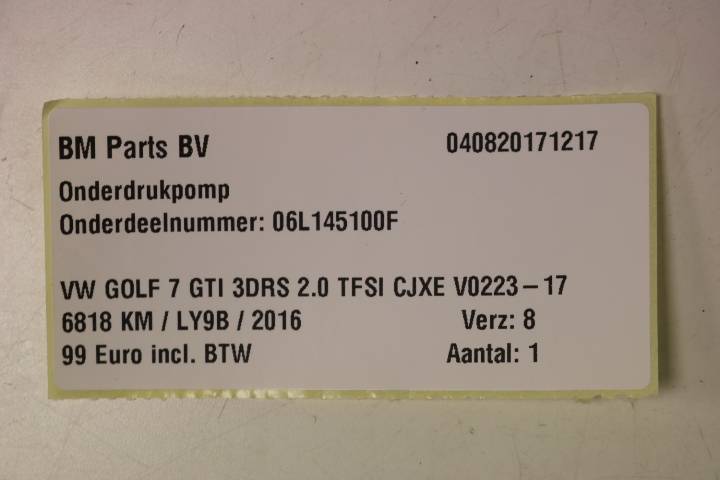 BM Parts BV 040820171217
Onderdrukpomp
Onderdeelnummer: 06L145100F
VW GOLF 7 GTI 3DRS 2.0 TFSI CJXE V0223-17
6818 KM / LY9B / 2016 Verz: 8
99 Euro incl. BTW Aantal: 1